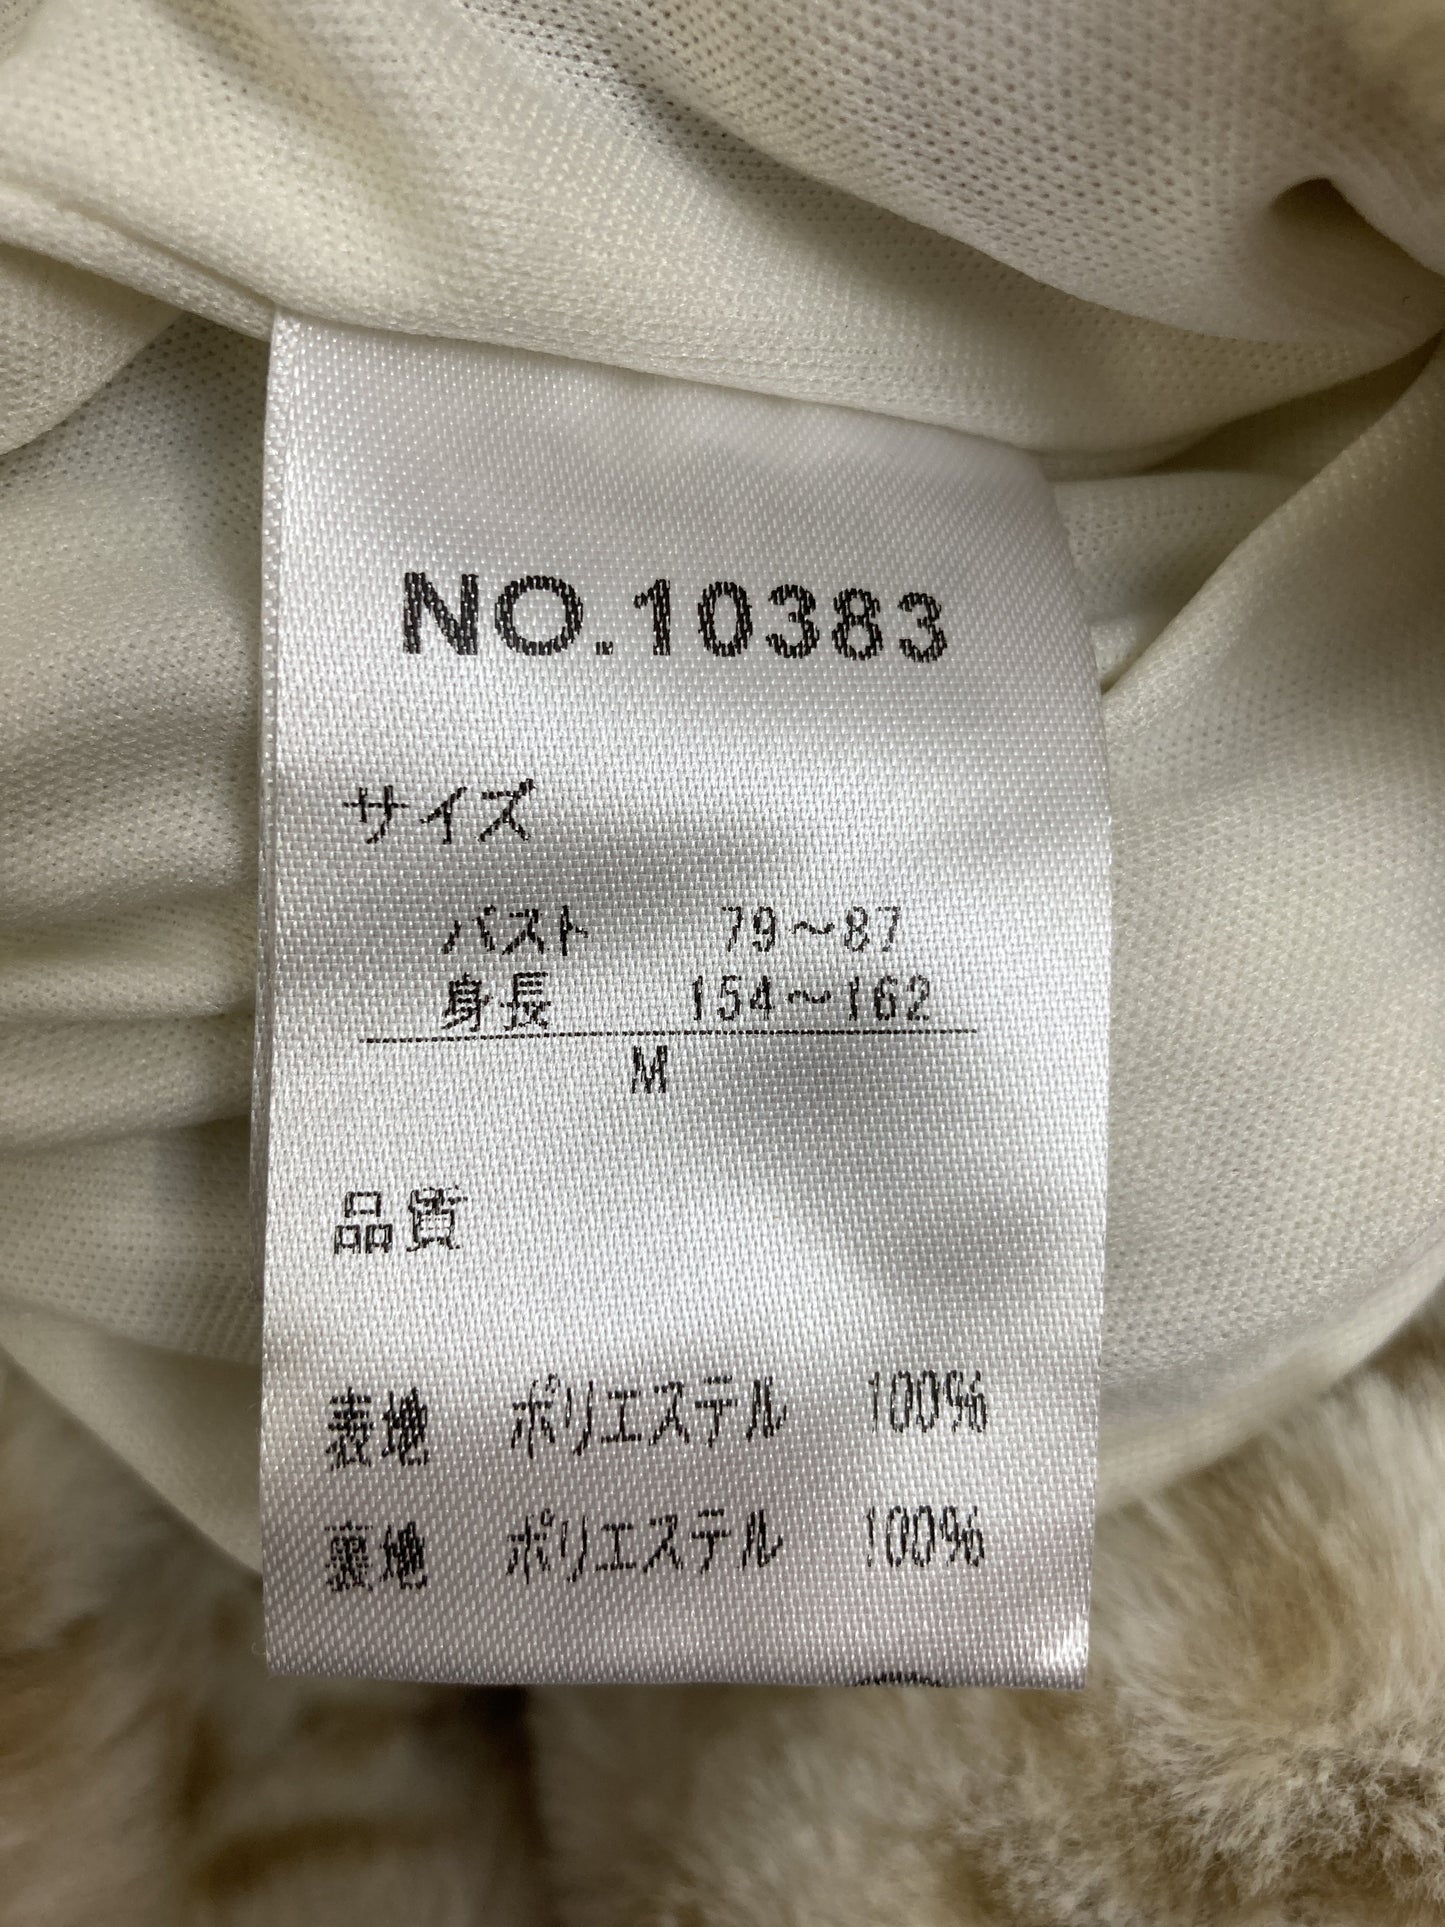 NO.10383
サイズ
バスト 79～87
身長 154～162
M
品質
表地 ポリエステル 100%
裏地 ポリエステル 100%